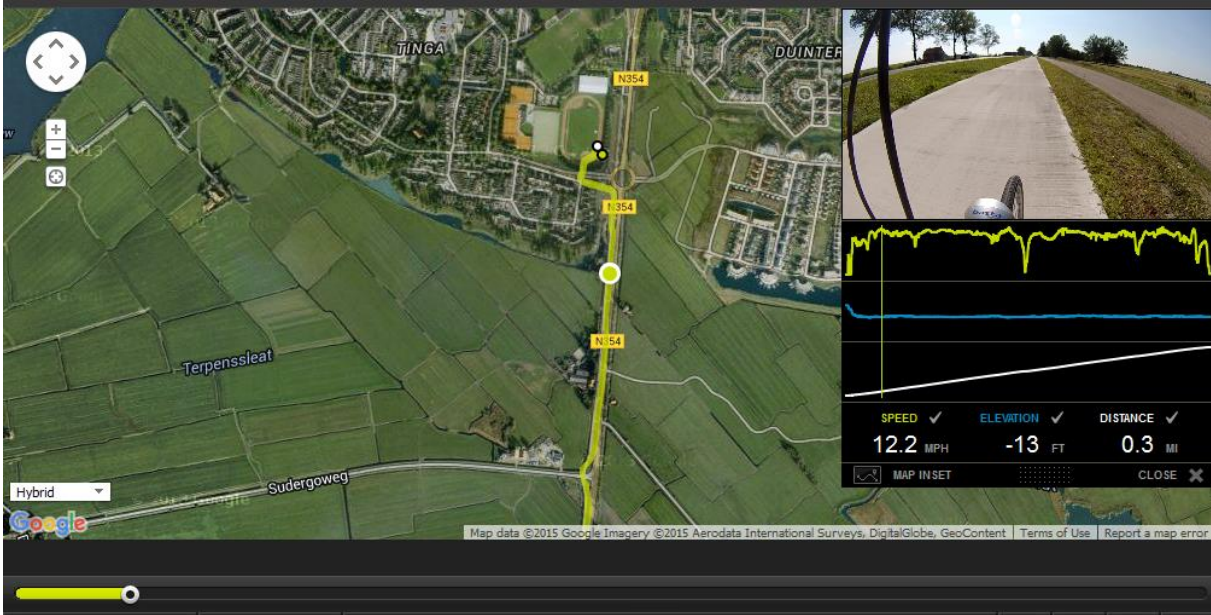 TINGA
DUINTER
N354
2013
N354
N354
Terpenssleat
Sudergoweg
Hybrid
Google
Map data ©2015 Google Imagery ©2015 Aerodata International Surveys, DigitalGlobe, GeoContent
Terms of Use
Report a map error
SPEED
ELEVATION
DISTANCE
12.2 MPH
-13 FT
0.3 MI
MAP INSET
CLOSE